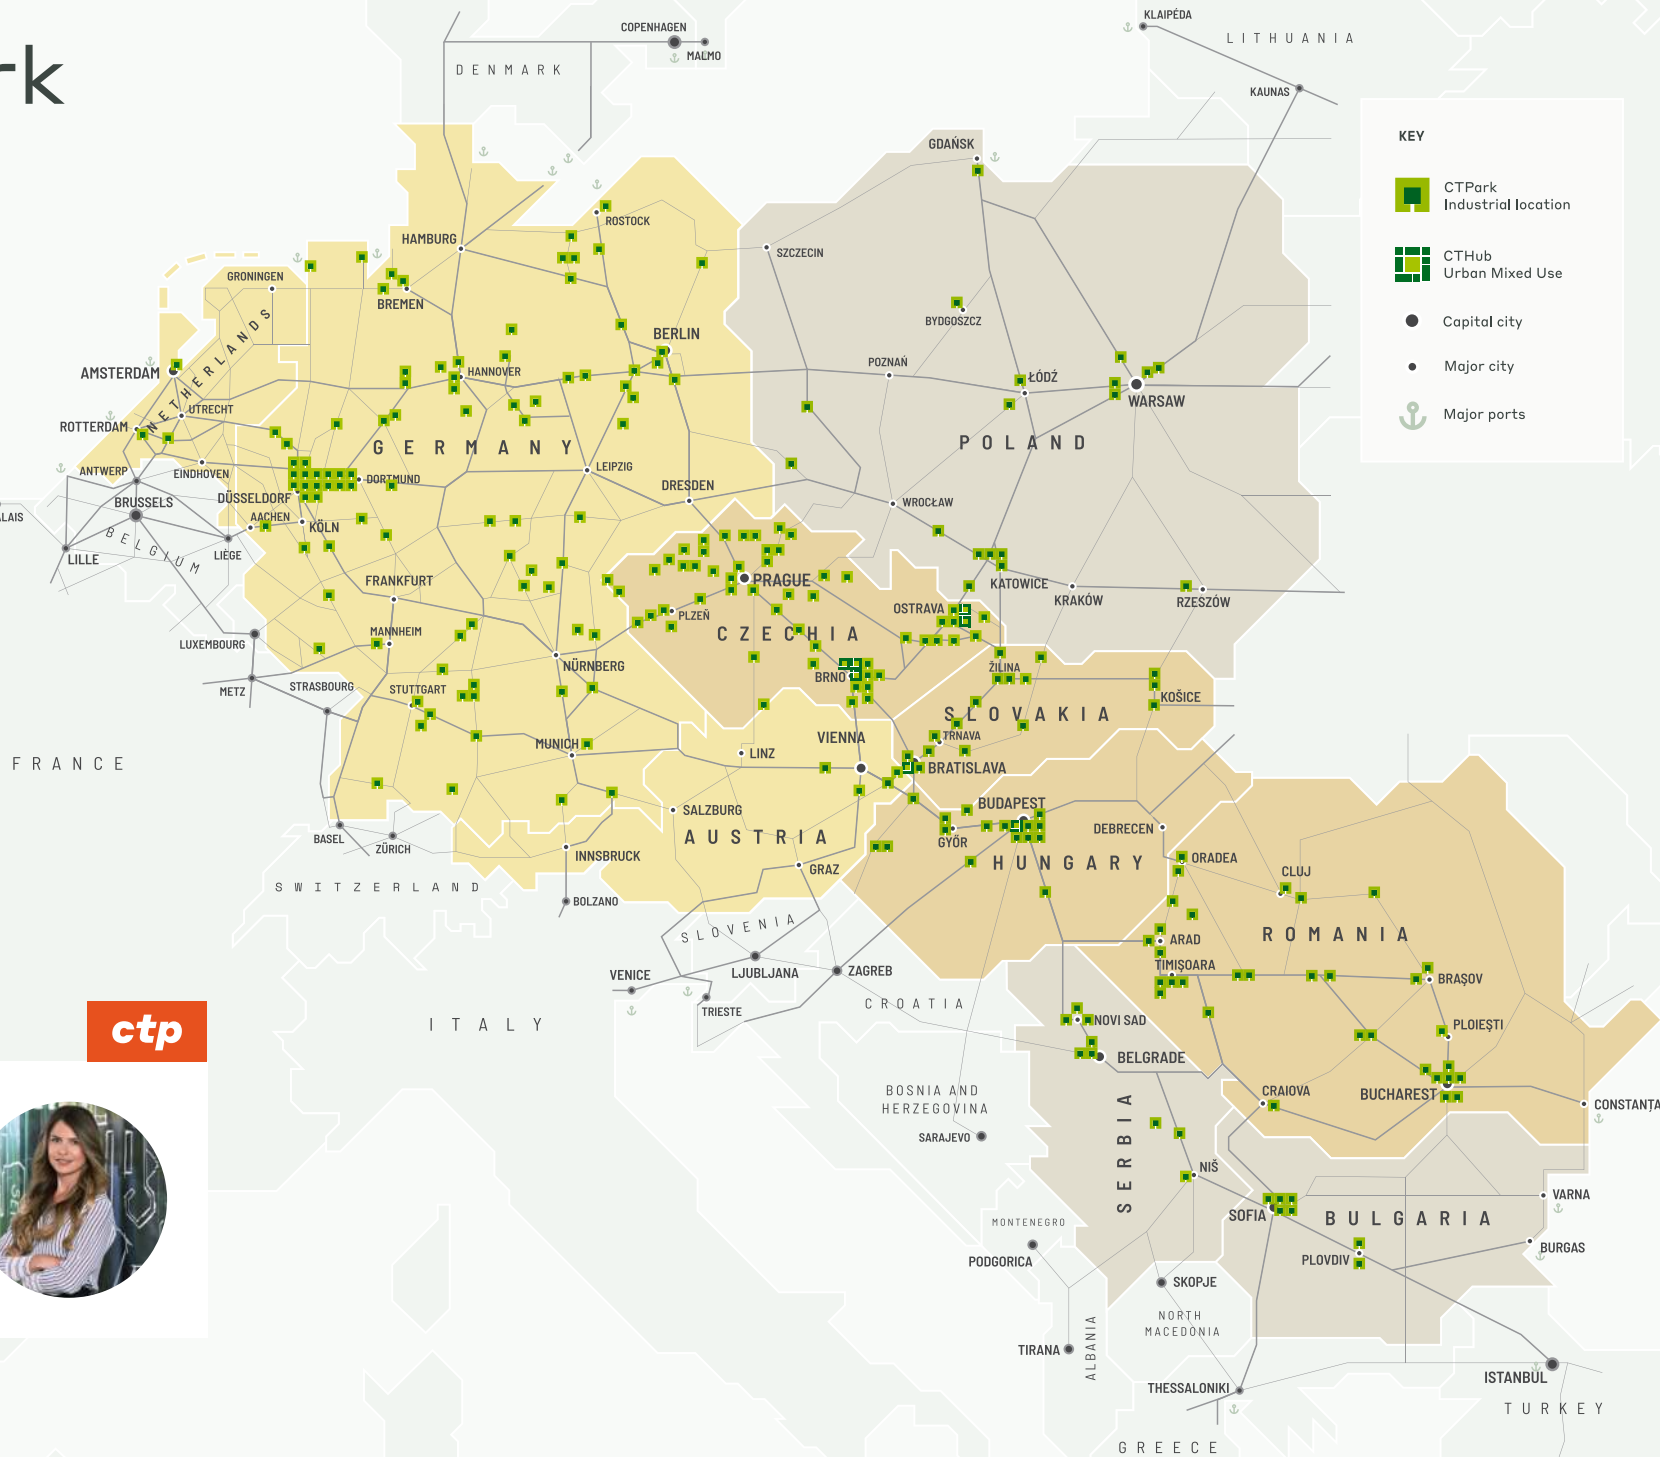 rk
COPENHAGEN
MALMO
DENMARK
KLAIPÉDA
LITHUANIA
KAUNAS
KEY
CTPark
Industrial location
CTHub
Urban Mixed Use
Capital city
Major city
Major ports
GDAŃSK
ROSTOCK
HAMBURG
SZCZECIN
GRONINGEN
BREMEN
BYDGOSZCZ
NETHERLANDS
BERLIN
AMSTERDAM
HANNOVER
POZNAŃ
ŁÓDŹ
WARSAW
UTRECHT
ROTTERDAM
GERMANY
POLAND
ANTWERP
EINDHOVEN
LEIPZIG
DORTMUND
DRESDEN
DÜSSELDORF
BRUSSELS
WROCŁAW
LAIS
AACHEN
KÖLN
BELGIUM
LIÈGE
LILLE
FRANKFURT
PRAGUE
KATOWICE
KRAKÓW
RZESZÓW
OSTRAVA
PLZEŇ
CZECHIA
MANNHEIM
LUXEMBOURG
NÜRNBERG
ŽILINA
BRNO
METZ
STRASBOURG
STUTTGART
KOŠICE
SLOVAKIA
TRNAVA
VIENNA
MUNICH
LINZ
FRANCE
BRATISLAVA
BUDAPEST
SALZBURG
AUSTRIA
DEBRECEN
BASEL
ZÜRICH
GYŐR
INNSBRUCK
HUNGARY
ORADEA
GRAZ
CLUJ
SWITZERLAND
BOLZANO
SLOVENIA
ROMANIA
ARAD
TIMIȘOARA
VENICE
LJUBLJANA
ZAGREB
BRAȘOV
CROATIA
TRIESTE
ITALY
NOVI SAD
PLOIEȘTI
ctp
BELGRADE
BOSNIA AND
HERZEGOVINA
CRAIOVA
BUCHAREST
CONSTANȚA
SARAJEVO
SERBIA
NIŠ
VARNA
SOFIA
BULGARIA
MONTENEGRO
PODGORICA
PLOVDIV
BURGAS
SKOPJE
NORTH
MACEDONIA
TIRANA
ALBANIA
ISTANBUL
THESSALONIKI
TURKEY
GREECE